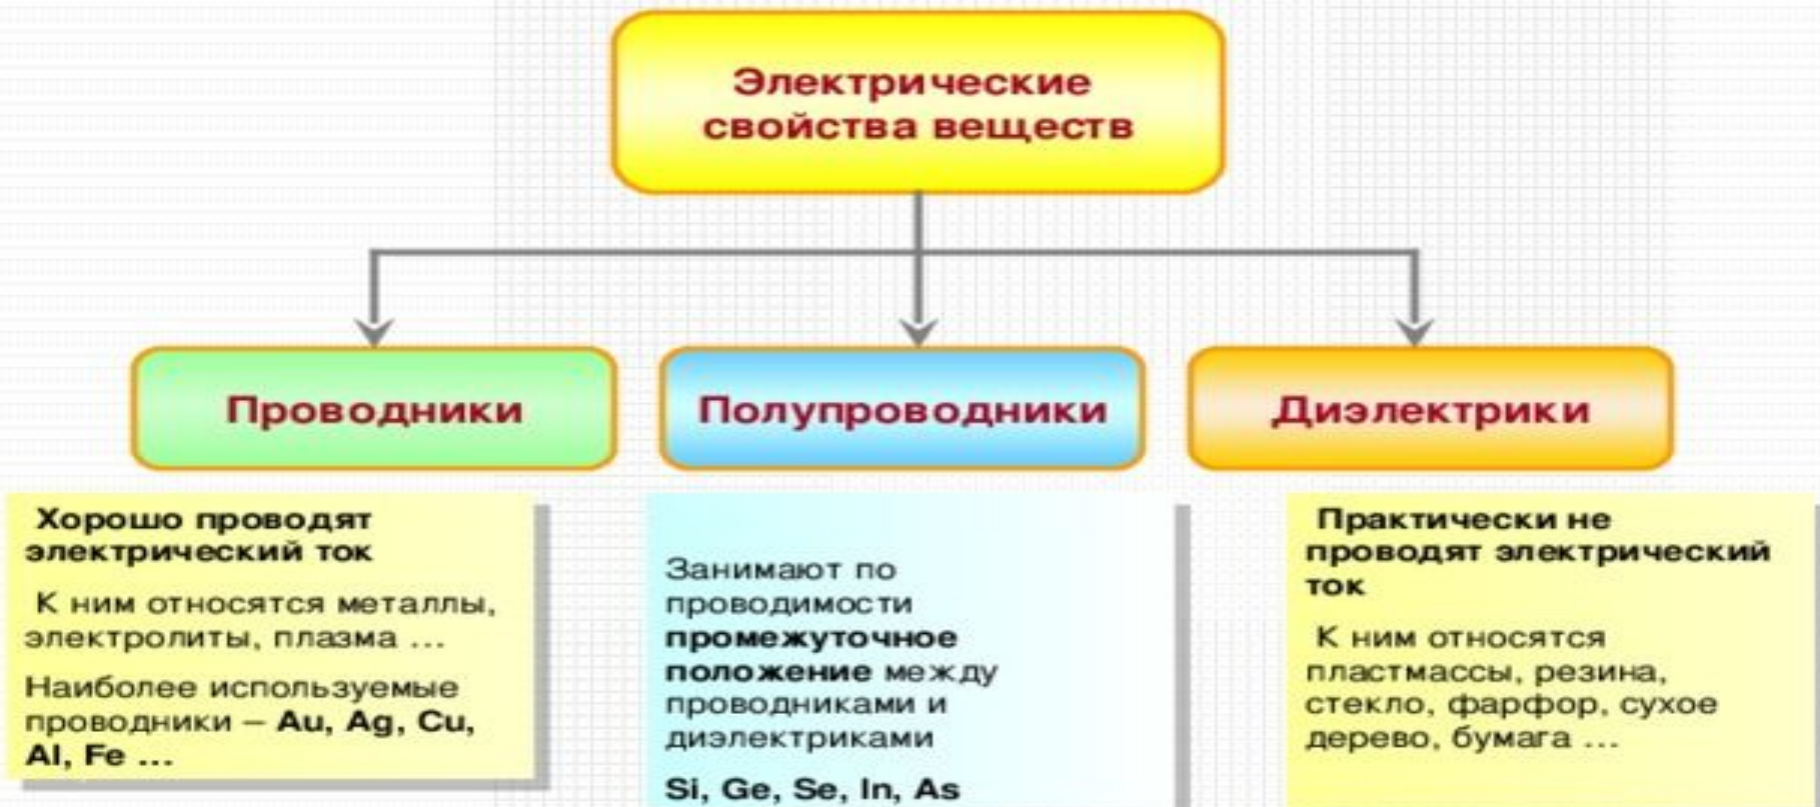 Электрические
свойства веществ
Проводники
Полупроводники
Диэлектрики
Хорошо проводят
электрический ток
К ним относятся металлы,
электролиты, плазма ...
Наиболее используемые
проводники – Au, Ag, Cu,
Al, Fe ...
Занимают по
проводимости
промежуточное
положение между
проводниками и
диэлектриками
Si, Ge, Se, In, As
Практически не
проводят электрический
ток
К ним относятся
пластмассы, резина,
стекло, фарфор, сухое
дерево, бумага ...